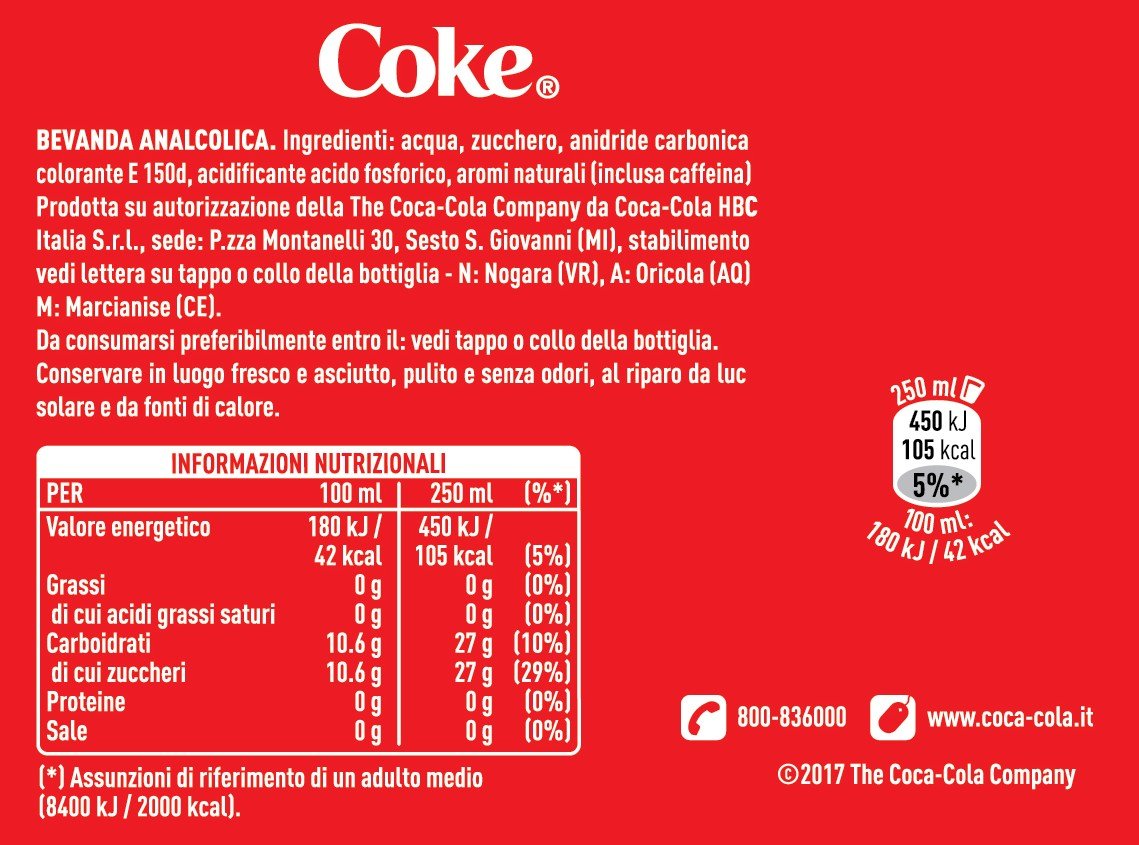 Coke®
BEVANDA ANALCOLICA. Ingredienti: acqua, zucchero, anidride carbonica
colorante E 150d, acidificante acido fosforico, aromi naturali (inclusa caffeina)
Prodotta su autorizzazione della The Coca-Cola Company da Coca-Cola HBC
Italia S.r.l., sede: P.zza Montanelli 30, Sesto S. Giovanni (MI), stabilimento
vedi lettera su tappo o collo della bottiglia - N: Nogara (VR), A: Oricola (AQ)
M: Marcianise (CE).
Da consumarsi preferibilmente entro il: vedi tappo o collo della bottiglia.
Conservare in luogo fresco e asciutto, pulito e senza odori, al riparo da luc
solare e da fonti di calore.
250 ml
450 kJ
105 kcal
5%*
100 ml:
180 kJ / 42 kcal
INFORMAZIONI NUTRIZIONALI
PER 100 ml 250 ml (%*)
Valore energetico 180 kJ / 450 kJ /
42 kcal 105 kcal (5%)
Grassi 0 g 0 g (0%)
di cui acidi grassi saturi 0 g 0 g (0%)
Carboidrati 10.6 g 27 g (10%)
di cui zuccheri 10.6 g 27 g (29%)
Proteine 0 g 0 g (0%)
Sale 0 g 0 g (0%)
(*) Assunzioni di riferimento di un adulto medio
(8400 kJ / 2000 kcal).
800-836000 www.coca-cola.it
©2017 The Coca-Cola Company